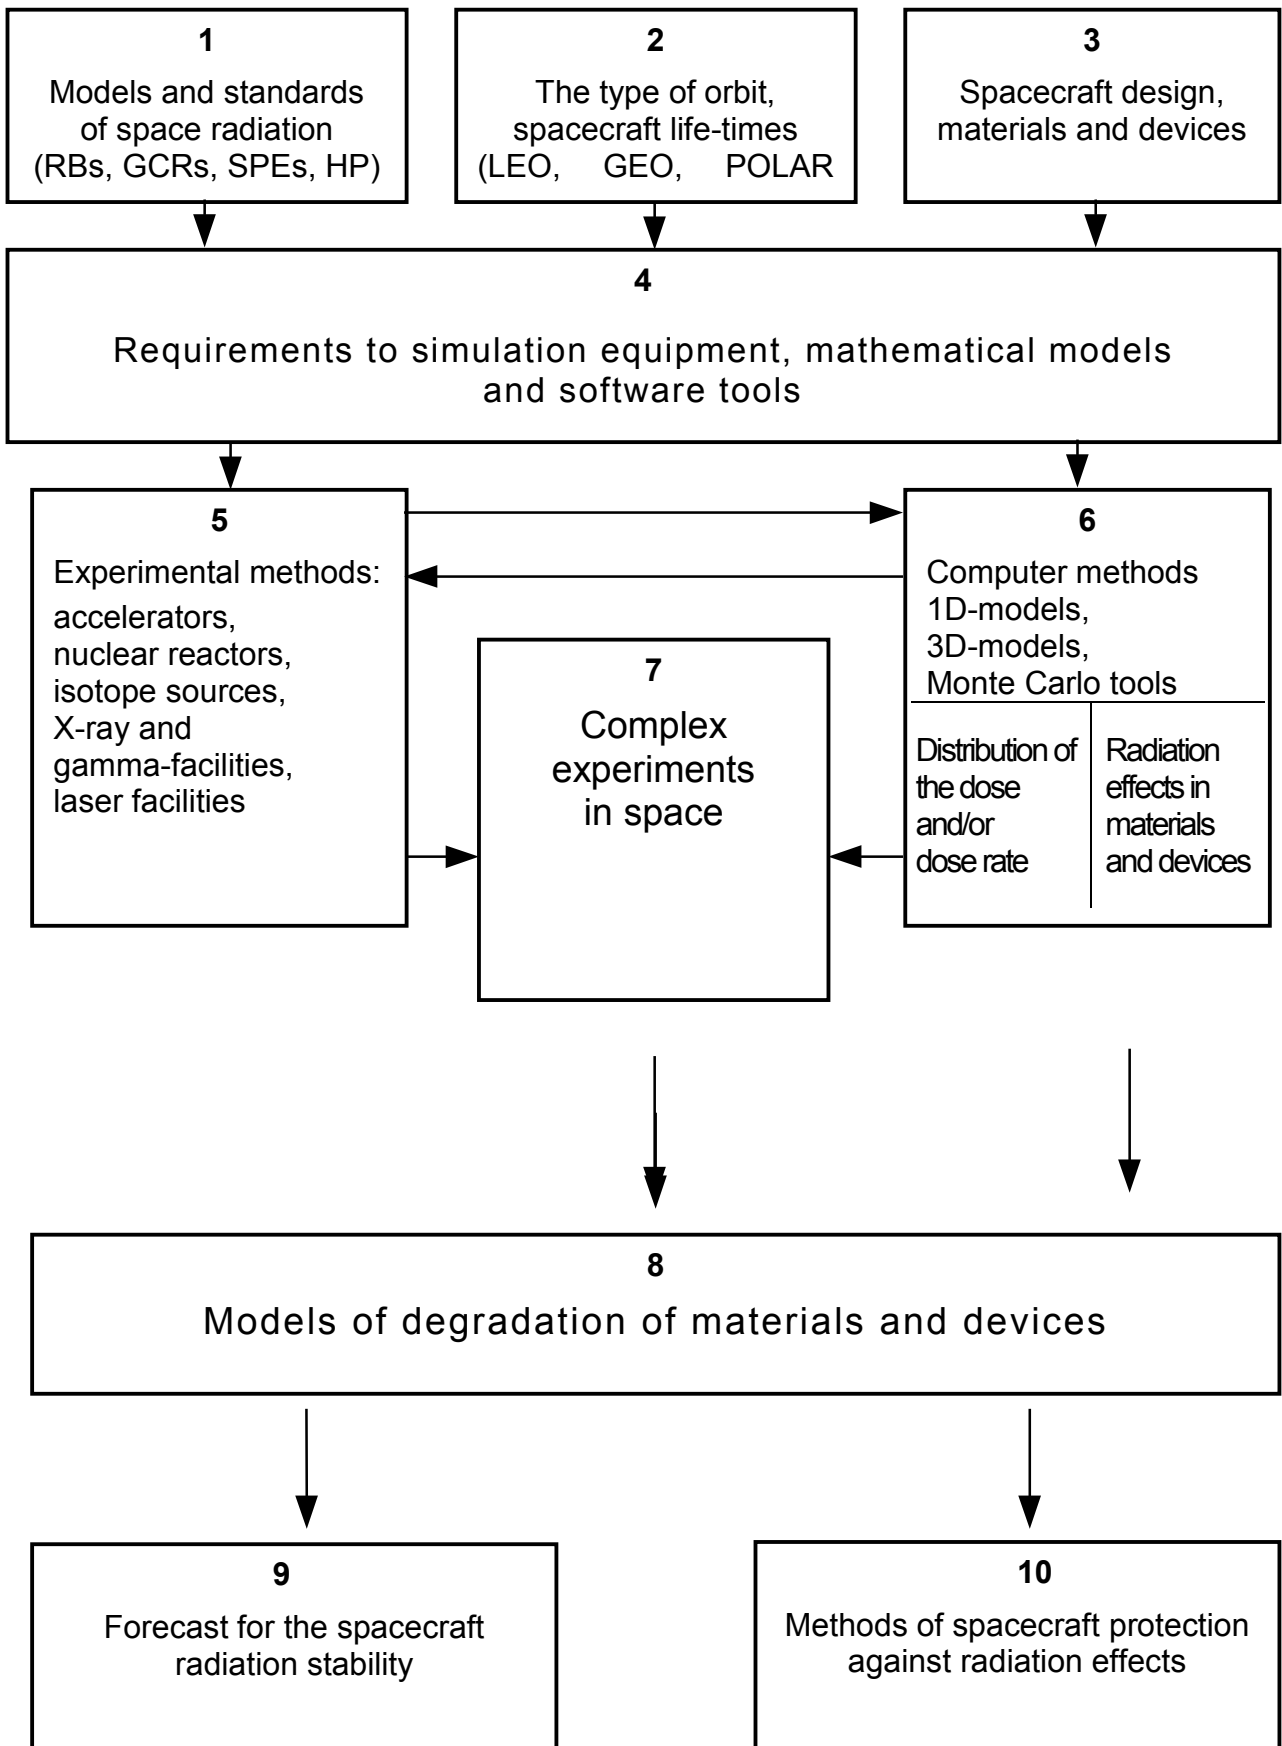 1
Models and standards
of space radiation
(RBs, GCRs, SPEs, HP)
2
The type of orbit,
spacecraft life-times
(LEO, GEO, POLAR
3
Spacecraft design,
materials and devices
4
Requirements to simulation equipment, mathematical models
and software tools
5
Experimental methods:
accelerators,
nuclear reactors,
isotope sources,
X-ray and
gamma-facilities,
laser facilities
6
Computer methods
1D-models,
3D-models,
Monte Carlo tools
Distribution of
the dose
and/or
dose rate
Radiation
effects in
materials
and devices
7
Complex
experiments
in space
8
Models of degradation of materials and devices
9
Forecast for the spacecraft
radiation stability
10
Methods of spacecraft protection
against radiation effects